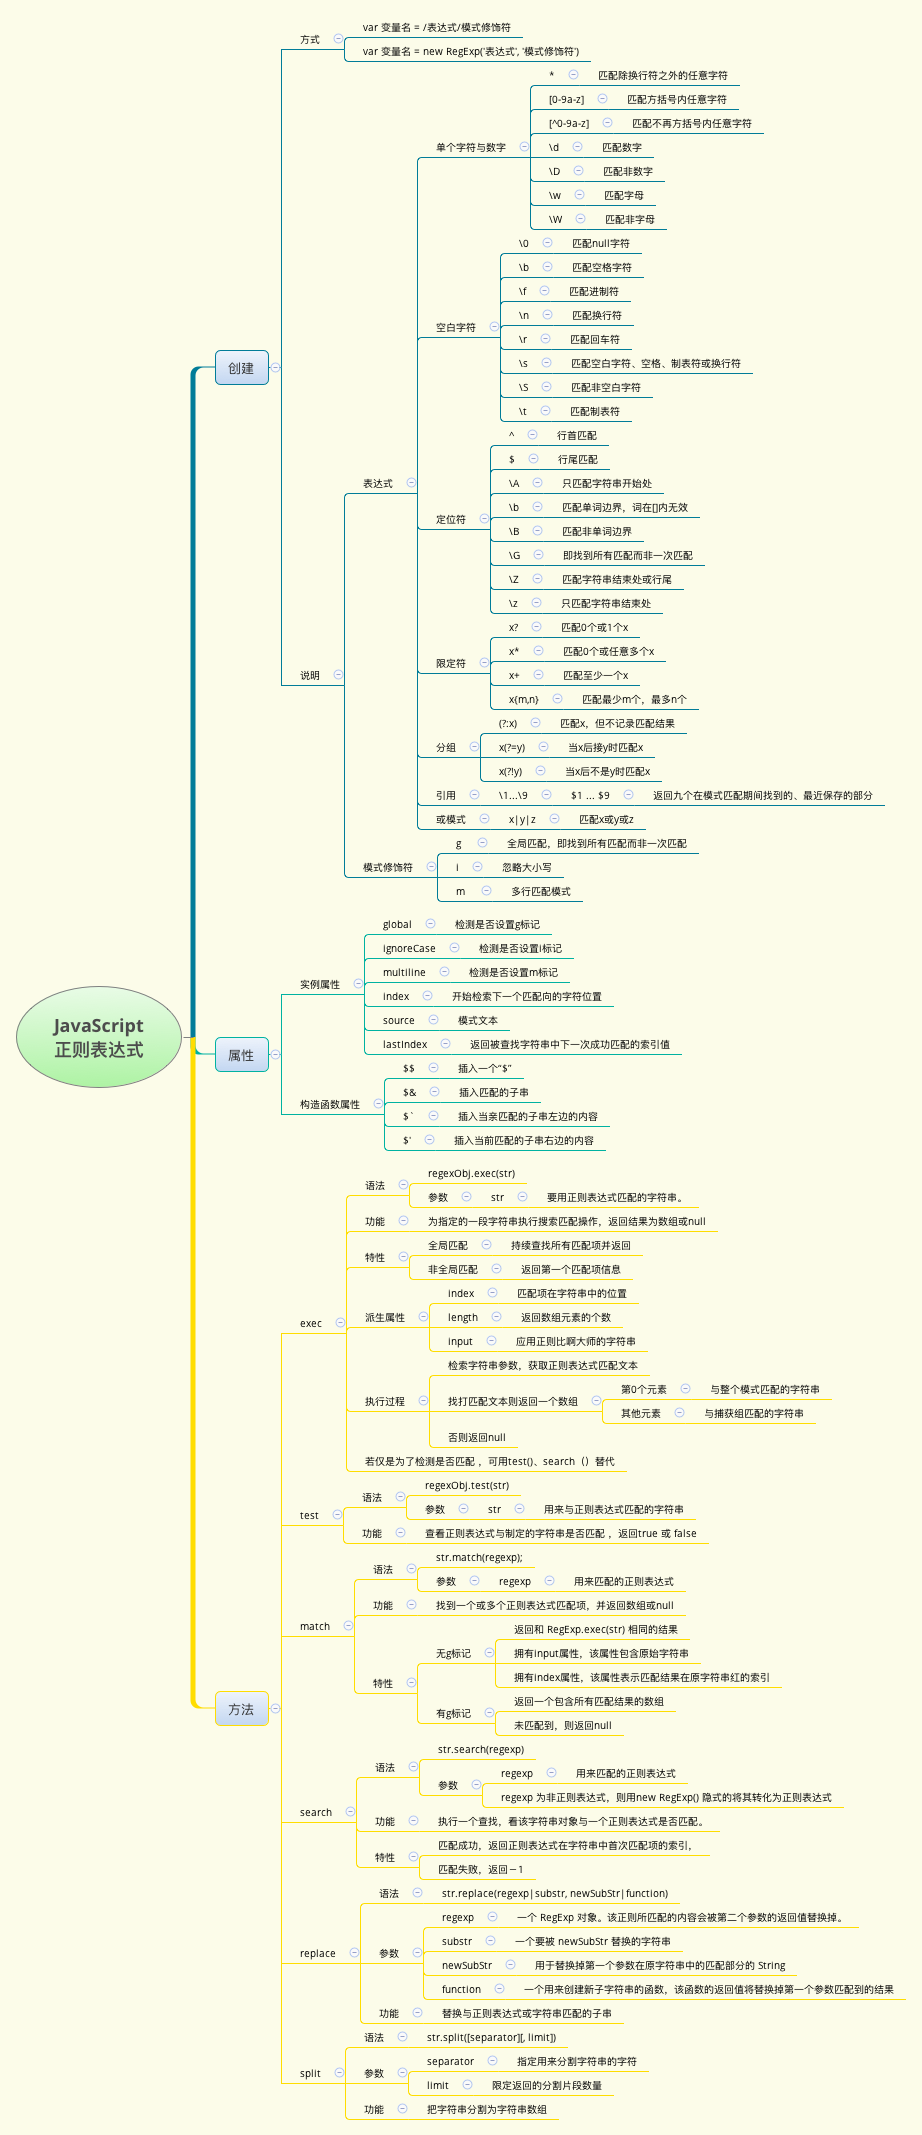 JavaScript
正则表达式
创建
方式
var 变量名 = /表达式/模式修饰符
var 变量名 = new RegExp('表达式', '模式修饰符')
说明
表达式
单个字符与数字
* 匹配除换行符之外的任意字符
[0-9a-z] 匹配方括号内任意字符
[^0-9a-z] 匹配不再方括号内任意字符
\d 匹配数字
\D 匹配非数字
\w 匹配字母
\W 匹配非字母
空白字符
\0 匹配null字符
\b 匹配空格字符
\f 匹配进制符
\n 匹配换行符
\r 匹配回车符
\s 匹配空白字符、空格、制表符或换行符
\S 匹配非空白字符
\t 匹配制表符
定位符
^ 行首匹配
$ 行尾匹配
\A 只匹配字符串开始处
\b 匹配单词边界，词在[]内无效
\B 匹配非单词边界
\G 即找到所有匹配而非一次匹配
\Z 匹配字符串结束处或行尾
\z 只匹配字符串结束处
限定符
x? 匹配0个或1个x
x* 匹配0个或任意多个x
x+ 匹配至少一个x
x{m,n} 匹配最少m个，最多n个
分组
(?:x) 匹配x，但不记录匹配结果
x(?=y) 当x后接y时匹配x
x(?!y) 当x后不是y时匹配x
引用 \1...\9 $1 ... $9 返回九个在模式匹配期间找到的、最近保存的部分
或模式 x|y|z 匹配x或y或z
模式修饰符
g 全局匹配，即找到所有匹配而非一次匹配
i 忽略大小写
m 多行匹配模式
属性
实例属性
global 检测是否设置g标记
ignoreCase 检测是否设置i标记
multiline 检测是否设置m标记
index 开始检索下一个匹配向的字符位置
source 模式文本
lastIndex 返回被查找字符串中下一次成功匹配的索引值
构造函数属性
$$ 插入一个“$”
$& 插入匹配的子串
$` 插入当亲匹配的子串左边的内容
$' 插入当前匹配的子串右边的内容
方法
exec
语法
regexObj.exec(str)
参数 str 要用正则表达式匹配的字符串。
功能 为指定的一段字符串执行搜索匹配操作，返回结果为数组或null
特性
全局匹配 持续查找所有匹配项并返回
非全局匹配 返回第一个匹配项信息
派生属性
index 匹配项在字符串中的位置
length 返回数组元素的个数
input 应用正则比啊大师的字符串
执行过程
检索字符串参数，获取正则表达式匹配文本
找打匹配文本则返回一个数组
第0个元素 与整个模式匹配的字符串
其他元素 与捕获组匹配的字符串
否则返回null
若仅是为了检测是否匹配 ，可用test()、search（）替代
test
语法
regexObj.test(str)
参数 str 用来与正则表达式匹配的字符串
功能 查看正则表达式与制定的字符串是否匹配 ，返回true 或 false
match
语法
str.match(regexp);
参数 regexp 用来匹配的正则表达式
功能 找到一个或多个正则表达式匹配项，并返回数组或null
特性
无g标记
返回和 RegExp.exec(str) 相同的结果
拥有input属性，该属性包含原始字符串
拥有index属性，该属性表示匹配结果在原字符串红的索引
有g标记
返回一个包含所有匹配结果的数组
未匹配到，则返回null
search
语法
str.search(regexp)
参数
regexp 用来匹配的正则表达式
regexp 为非正则表达式，则用new RegExp() 隐式的将其转化为正则表达式
功能 执行一个查找，看该字符串对象与一个正则表达式是否匹配。
特性
匹配成功，返回正则表达式在字符串中首次匹配项的索引，
匹配失败，返回－1
replace
语法 str.replace(regexp|substr, newSubStr|function)
参数
regexp 一个 RegExp 对象。该正则所匹配的内容会被第二个参数的返回值替换掉。
substr 一个要被 newSubStr 替换的字符串
newSubStr 用于替换掉第一个参数在原字符串中的匹配部分的 String
function 一个用来创建新子字符串的函数，该函数的返回值将替换掉第一个参数匹配到的结果
功能 替换与正则表达式或字符串匹配的子串
split
语法 str.split([separator][, limit])
参数
separator 指定用来分割字符串的字符
limit 限定返回的分割片段数量
功能 把字符串分割为字符串数组